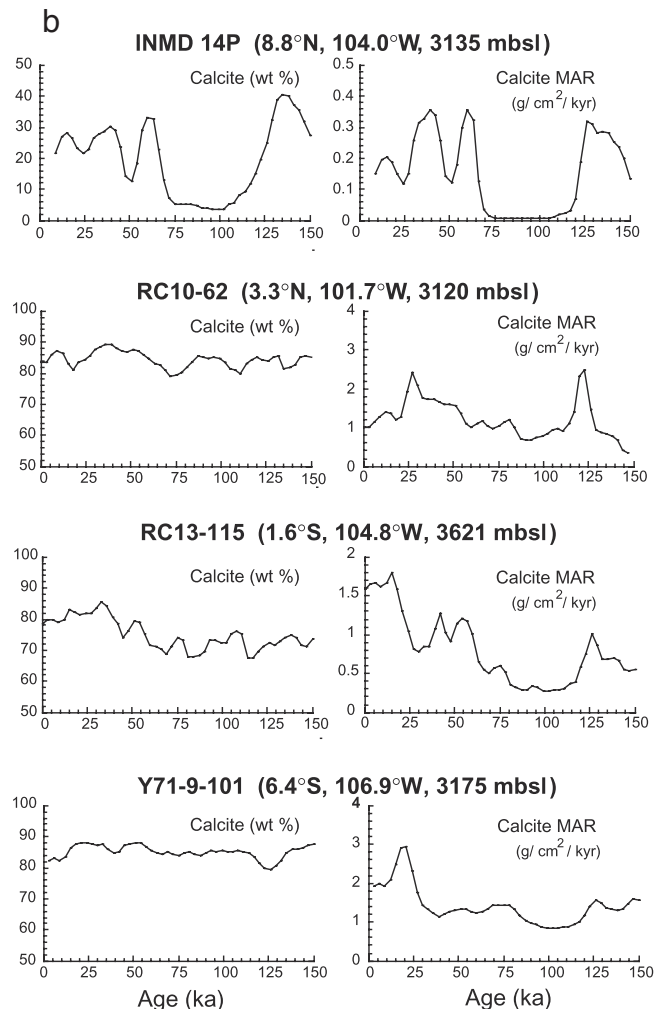 b
INMD 14P (8.8°N, 104.0°W, 3135 mbsl)
50
40
30
20
10
0
Calcite (wt %)
0 25 50 75 100 125 150
0.5
0.4
0.3
0.2
0.1
0
Calcite MAR
(g/ cm2/ kyr)
0 25 50 75 100 125 150
RC10-62 (3.3°N, 101.7°W, 3120 mbsl)
100
90
80
70
60
50
Calcite (wt %)
0 25 50 75 100 125 150
4
3
2
1
0
Calcite MAR
(g/ cm2/ kyr)
0 25 50 75 100 125 150
RC13-115 (1.6°S, 104.8°W, 3621 mbsl)
100
90
80
70
60
50
Calcite (wt %)
0 25 50 75 100 125 150
2
1.5
1
0.5
0
Calcite MAR
(g/ cm2/ kyr)
0 25 50 75 100 125 150
Y71-9-101 (6.4°S, 106.9°W, 3175 mbsl)
100
90
80
70
60
50
Calcite (wt %)
0 25 50 75 100 125 150
Age (ka)
4
3
2
1
0
Calcite MAR
(g/ cm2/ kyr)
0 25 50 75 100 125 150
Age (ka)